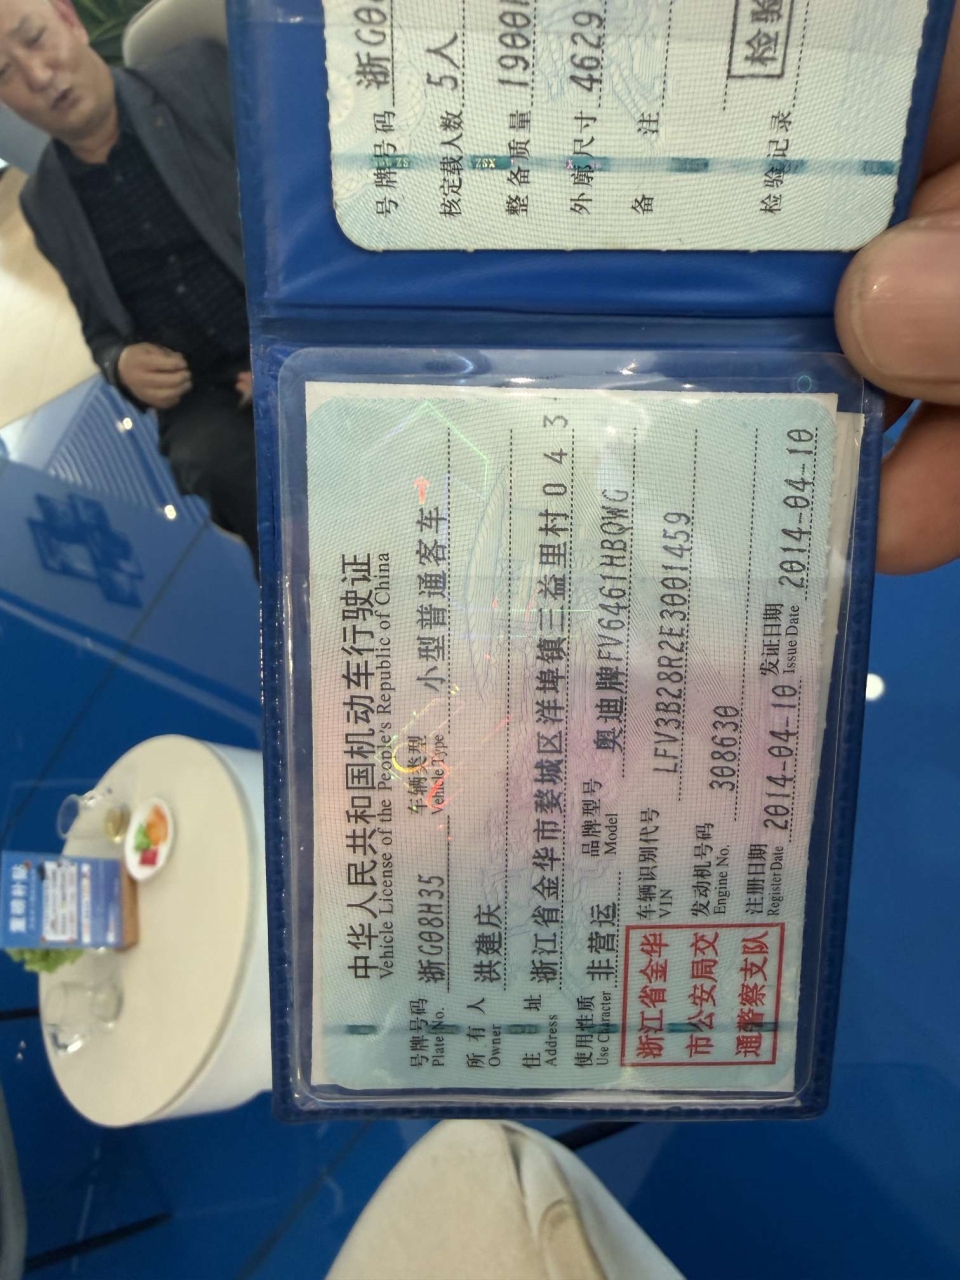 中华人民共和国机动车行驶证
Vehicle License of the People's Republic of China
号牌号码 浙G08H35 车辆类型 小型普通客车
Plate No. Vehicle Type
所有人 洪建庆
Owner
住址 浙江省金华市婺城区洋埠镇三益里村043
Address
使用性质 非营运 品牌型号 奥迪牌FV6461HBQWG
Use Character Model
浙江省金华
市公安局交
通警察支队
车辆识别代号 LFV3B28R2E3001459
VIN
发动机号码 308630
Engine No.
注册日期 2014-04-10 发证日期 2014-04-10
Register Date Issue Date
号牌号码 浙G08
核定载人数 5人
整备质量 1900
外廓尺寸 4629
备注
检验记录
检验